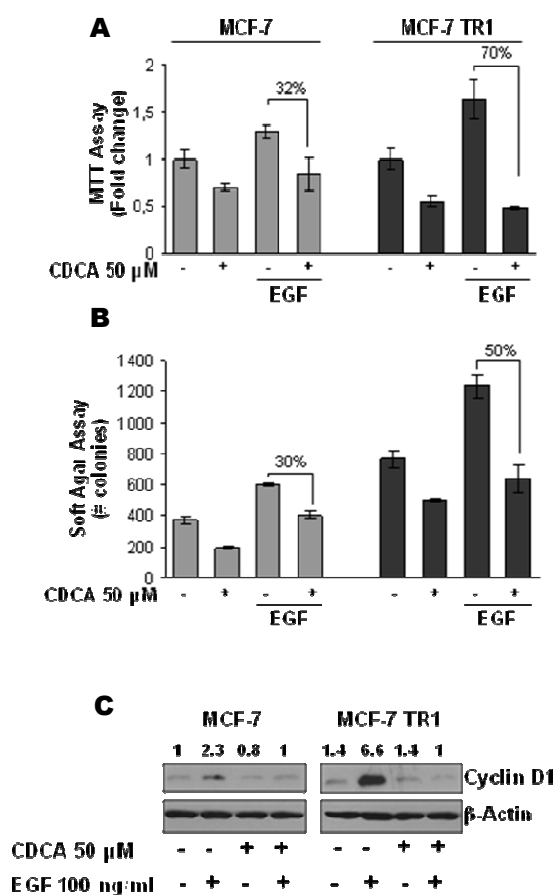 A
MCF-7 MCF-7 TR1
MTT Assay
(Fold change)
2
1,5
1
0,5
0
32%
70%
CDCA 50 µM - + - + - + - +
EGF EGF
B
Soft Agar Assay
(# colonies)
1400
1200
1000
800
600
400
200
0
30%
50%
CDCA 50 µM - + - + - + - +
EGF EGF
C
MCF-7 MCF-7 TR1
1 2.3 0.8 1 1.4 6.6 1.4 1
Cyclin D1
β-Actin
CDCA 50 µM - - + + - - + +
EGF 100 ng/ml - + - + - + - +